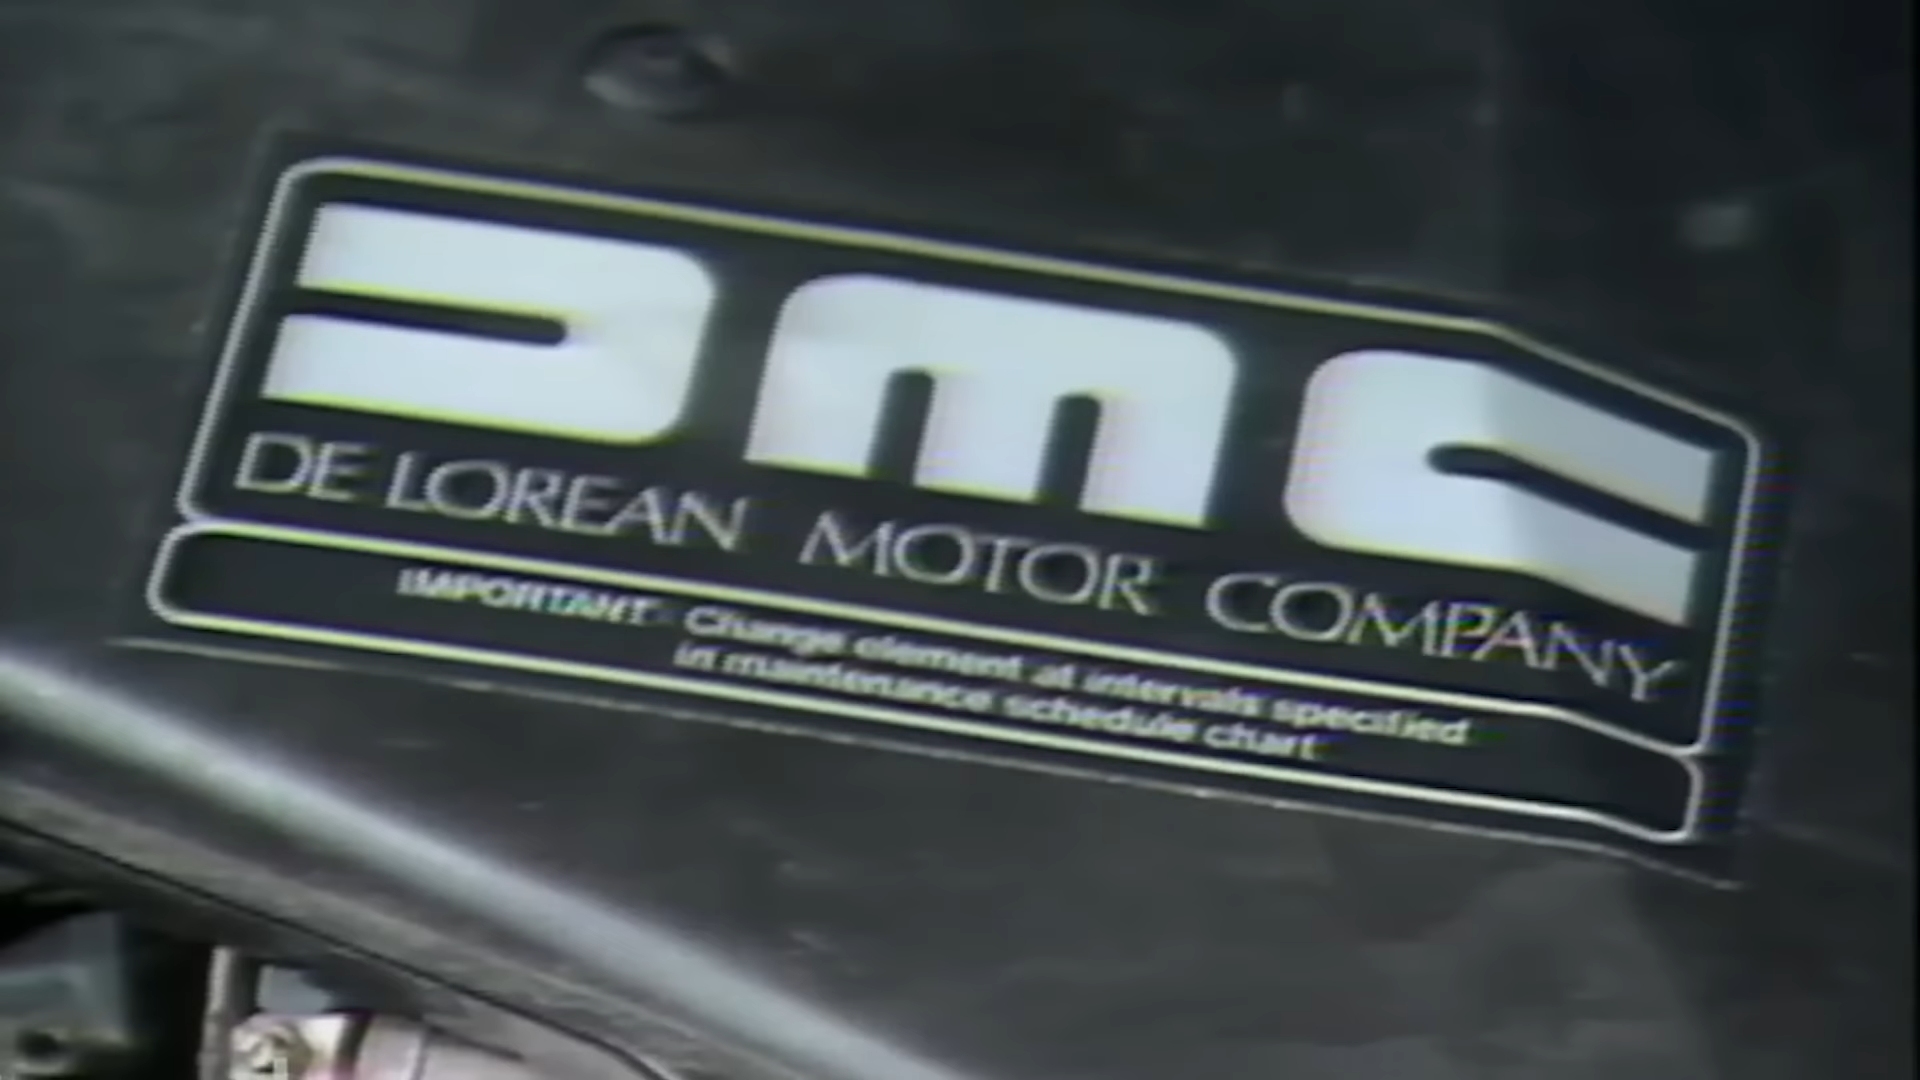 DMC
DE LOREAN MOTOR COMPANY
IMPORTANT- Change element at intervals specified
in maintenance schedule chart